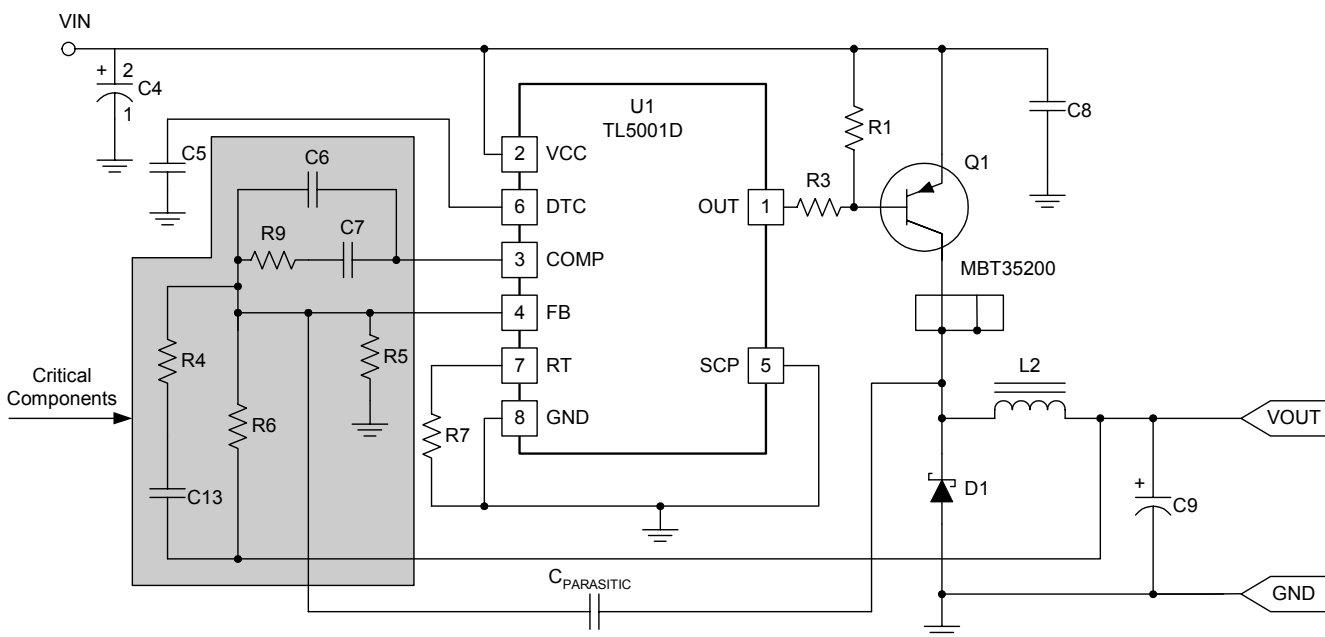 VIN
+ 2
C4
1
U1
TL5001D
C5
C6
R9
C7
2 VCC
6 DTC
3 COMP
4 FB
7 RT
8 GND
OUT 1
SCP 5
R3
R1
Q1
C8
MBT35200
R4
R5
R6
R7
C13
Critical
Components
L2
VOUT
D1
+
C9
GND
CPARASITIC